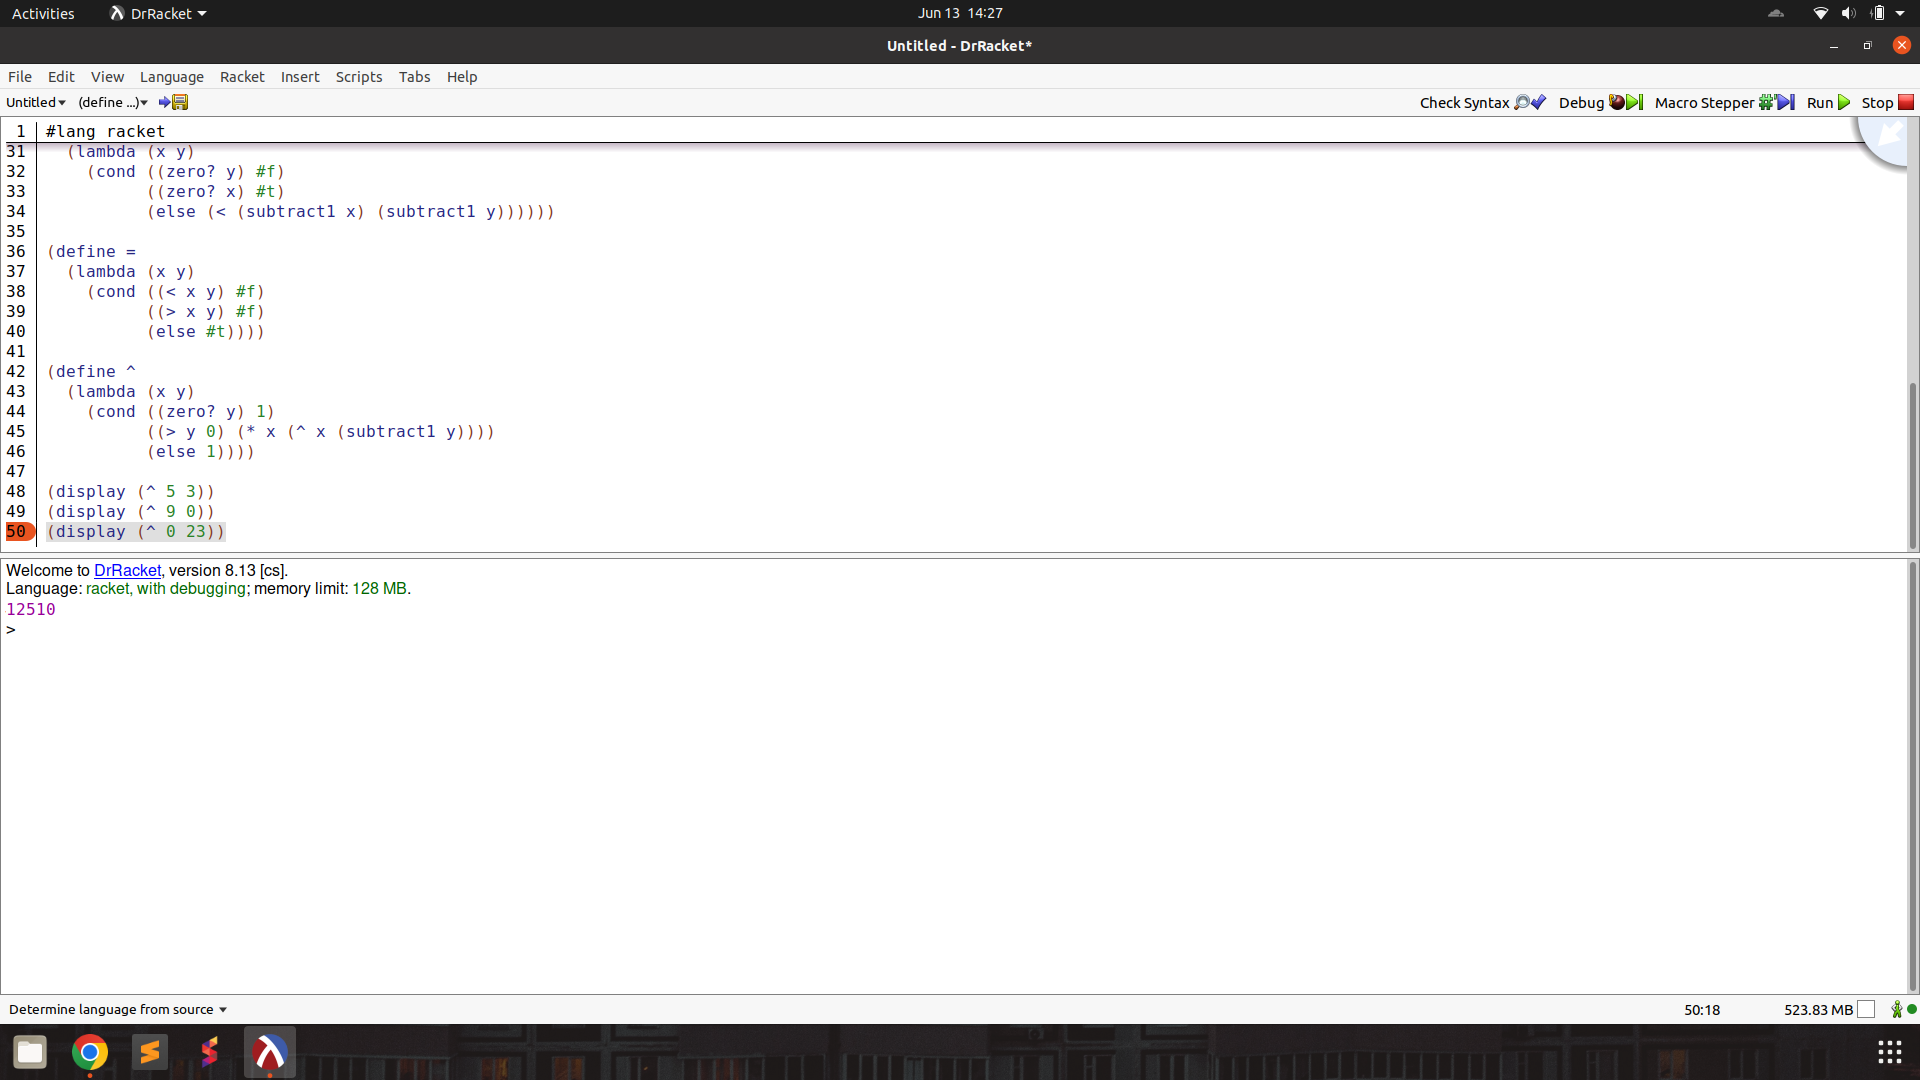 Activities DrRacket Jun 13 14:27
Untitled - DrRacket*
File Edit View Language Racket Insert Scripts Tabs Help
Untitled (define ...) Check Syntax Debug Macro Stepper Run Stop
1 #lang racket
31 (lambda (x y)
32 (cond ((zero? y) #f)
33 ((zero? x) #t)
34 (else (< (subtract1 x) (subtract1 y))))))
35
36 (define =
37 (lambda (x y)
38 (cond ((< x y) #f)
39 ((> x y) #f)
40 (else #t))))
41
42 (define ^
43 (lambda (x y)
44 (cond ((zero? y) 1)
45 ((> y 0) (* x (^ x (subtract1 y))))
46 (else 1))))
47
48 (display (^ 5 3))
49 (display (^ 9 0))
50 (display (^ 0 23))
Welcome to DrRacket, version 8.13 [cs].
Language: racket, with debugging; memory limit: 128 MB.
12510
>
Determine language from source 50:18 523.83 MB